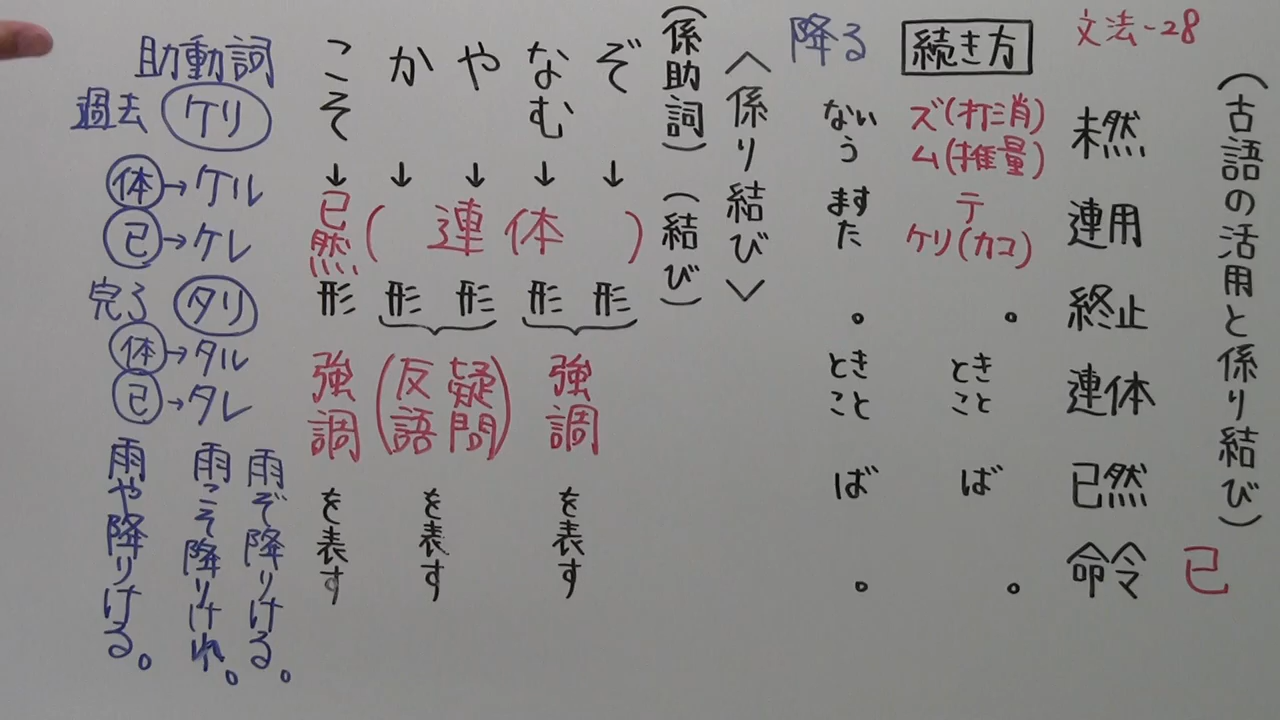 文法-28
(古語の活用と係り結び)
続き方
降る
未然
ズ(打消)
ム(推量)
ない
う
連用
テ
ケリ(カコ)
ます
た
終止
。
。
連体
とき
こと
とき
こと
已然
ば
ば
命令
。
。
已
〈係り結び〉
(係助詞)(結び)
ぞ→形
なむ→形
や→形
か→形
(連体)
こそ→已然形
強調
を表す
疑問
(反語)
を表す
強調
を表す
助動詞
過去 ケリ
体→ケル
已→ケレ
完了 タリ
体→タル
已→タレ
雨ぞ降りける。
雨こそ降りけれ。
雨や降りける。